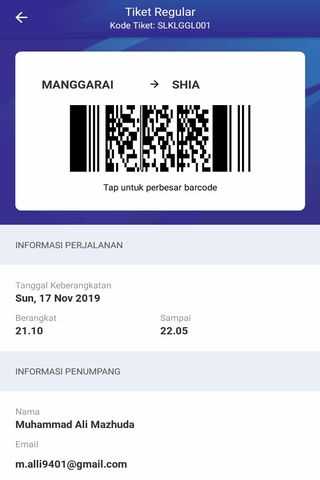 Tiket Regular
Kode Tiket: SLKLGGL001
MANGGARAI → SHIA
Tap untuk perbesar barcode
INFORMASI PERJALANAN
Tanggal Keberangkatan
Sun, 17 Nov 2019
Berangkat Sampai
21.10 22.05
INFORMASI PENUMPANG
Nama
Muhammad Ali Mazhuda
Email
m.alli9401@gmail.com